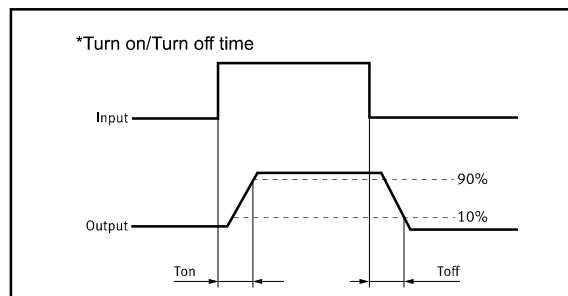 *Turn on/Turn off time
Input
90%
10%
Output
Ton
Toff